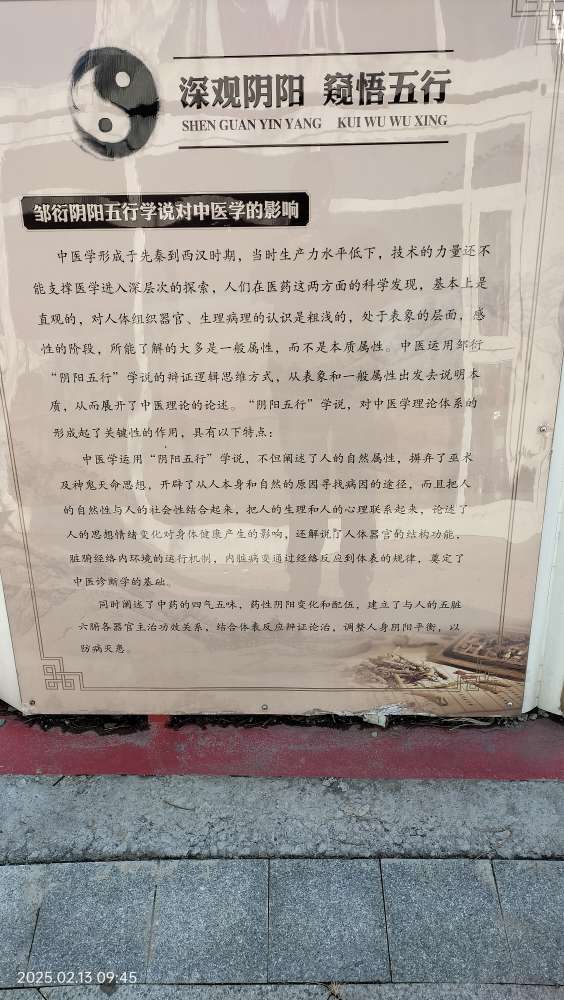 深观阴阳 窥悟五行
SHEN GUAN YIN YANG KUI WU WU XING
邹衍阴阳五行学说对中医学的影响
中医学形成于先秦到西汉时期，当时生产力水平低下，技术的力量还不
能支撑医学进入深层次的探索，人们在医药这两方面的科学发现，基本上是
直观的，对人体组织器官、生理病理的认识是粗浅的，处于表象的层面，感
性的阶段，所能了解的大多是一般属性，而不是本质属性。中医运用邹衍
“阴阳五行”学说的辩证逻辑思维方式，从表象和一般属性出发去说明本
质，从而展开了中医理论的论述。“阴阳五行”学说，对中医学理论体系的
形成起了关键性的作用，具有以下特点：
中医学运用“阴阳五行”学说，不但阐述了人的自然属性，摒弃了巫术
及神鬼天命思想，开辟了从人本身和自然的原因寻找病因的途径，而且把人
的自然性与人的社会性结合起来，把人的生理和人的心理联系起来，论述了
人的思想情绪变化对身体健康产生的影响，还解说了人体器官的结构功能，
脏腑经络内环境的运行机制，内脏病变通过经络反应到体表的规律，奠定了
中医诊断学的基础。
同时阐述了中药的四气五味，药性阴阳变化和配伍，建立了与人的五脏
六腑各器官主治功效关系，结合体表反应辨证论治，调整人身阴阳平衡，以
防病灭患。
2025.02.13 09:45